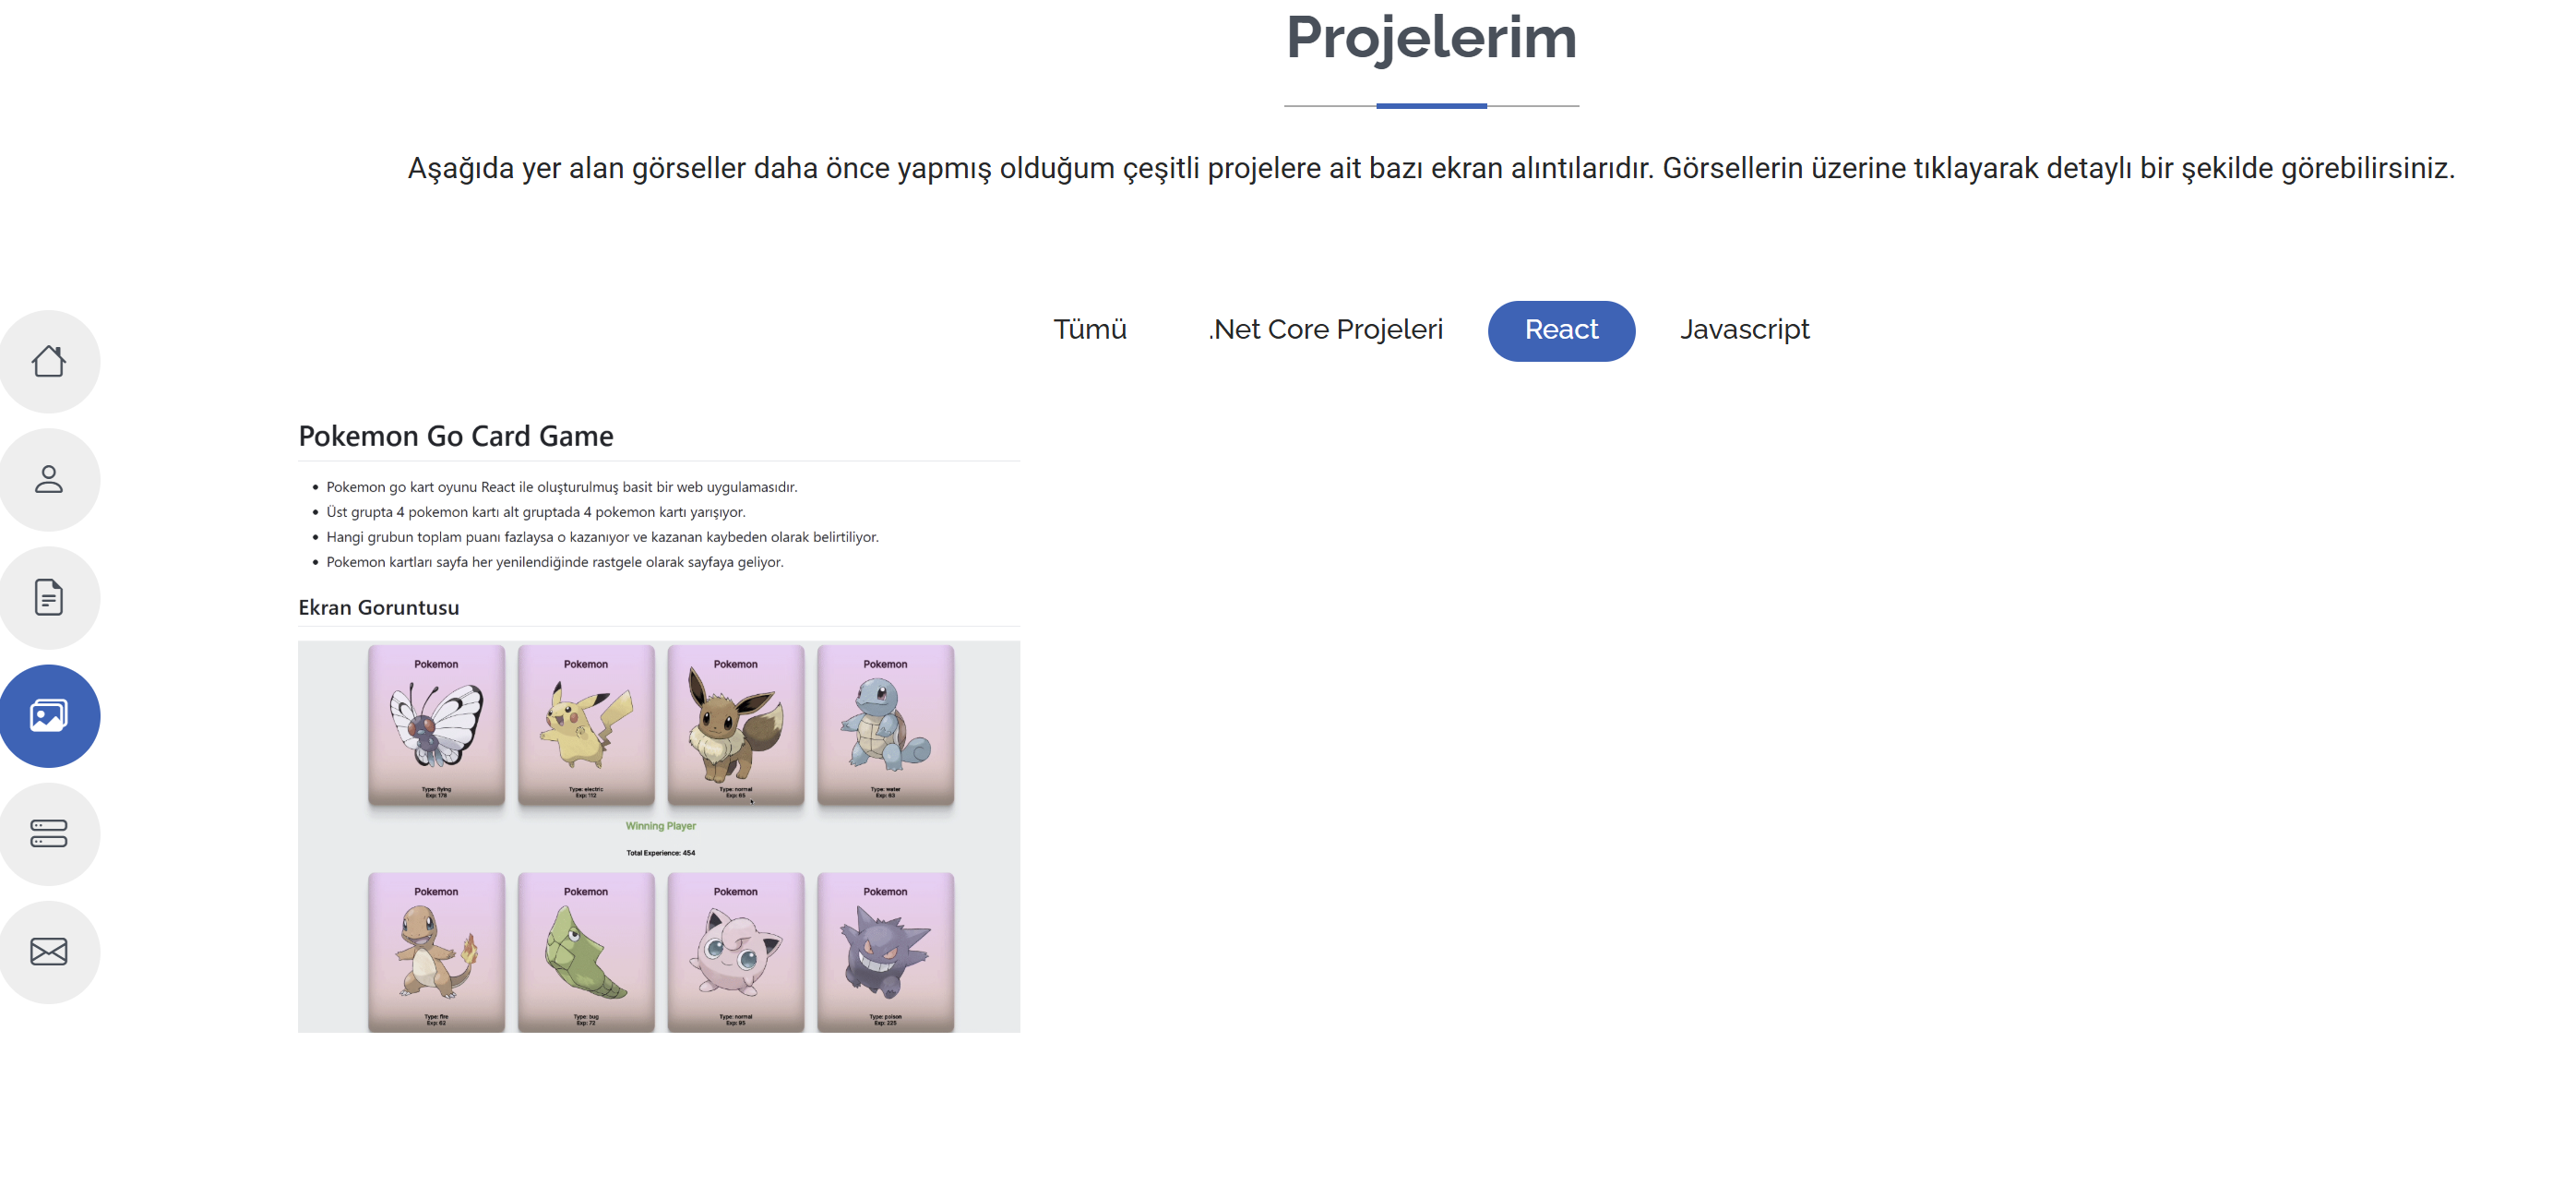 Projelerim
Aşağıda yer alan görseller daha önce yapmış olduğum çeşitli projelere ait bazı ekran alıntılarıdır. Görsellerin üzerine tıklayarak detaylı bir şekilde görebilirsiniz.
Tümü .Net Core Projeleri React Javascript
Pokemon Go Card Game
Pokemon go kart oyunu React ile oluşturulmuş basit bir web uygulamasıdır.
Üst grupta 4 pokemon kartı alt gruptada 4 pokemon kartı yarışıyor.
Hangi grubun toplam puanı fazlaysa o kazanıyor ve kazanan kaybeden olarak belirtiliyor.
Pokemon kartları sayfa her yenilendiğinde rastgele olarak sayfaya geliyor.
Ekran Goruntusu
Pokemon Pokemon Pokemon Pokemon
Type: flying Type: electric Type: normal Type: water
Exp: 178 Exp: 112 Exp: 65 Exp: 63
Winning Player
Total Experience: 454
Pokemon Pokemon Pokemon Pokemon
Type: fire Type: bug Type: normal Type: poison
Exp: 62 Exp: 72 Exp: 95 Exp: 225